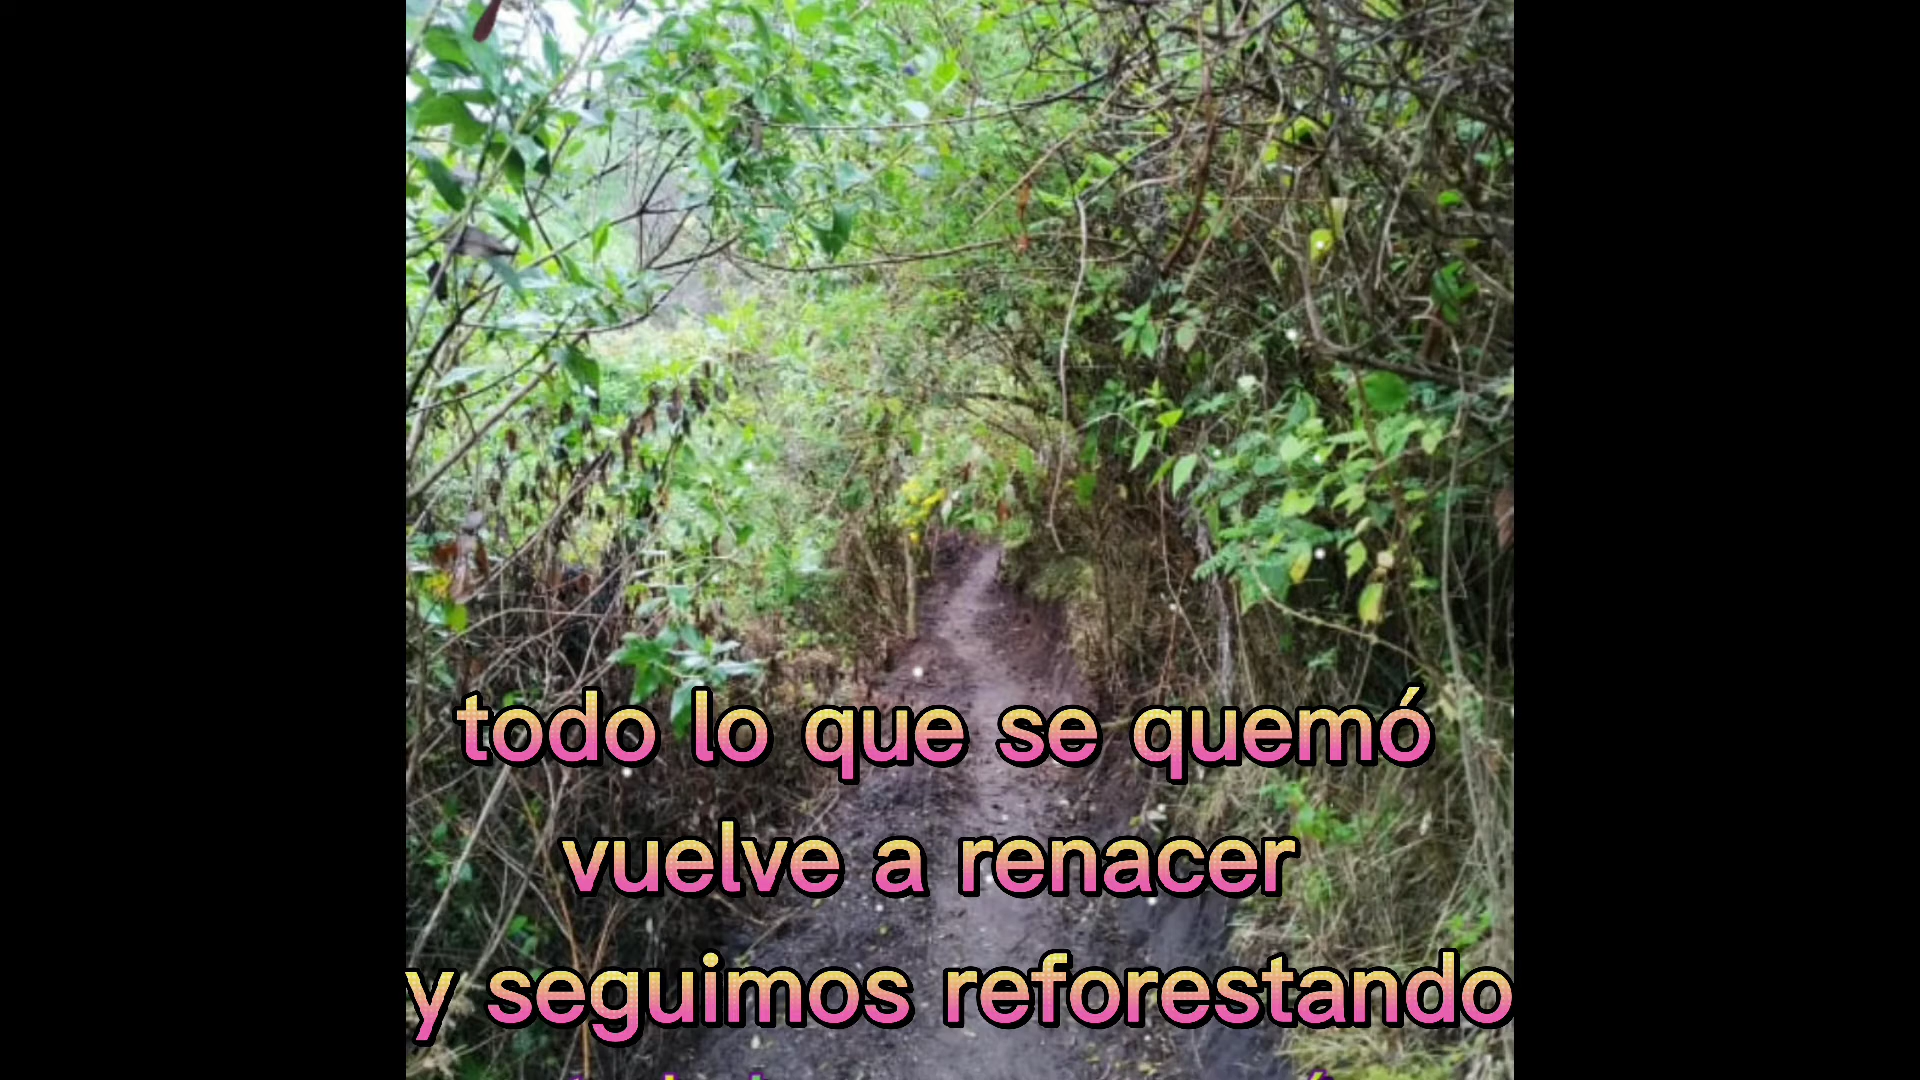 todo lo que se quemó
vuelve a renacer
y seguimos reforestando